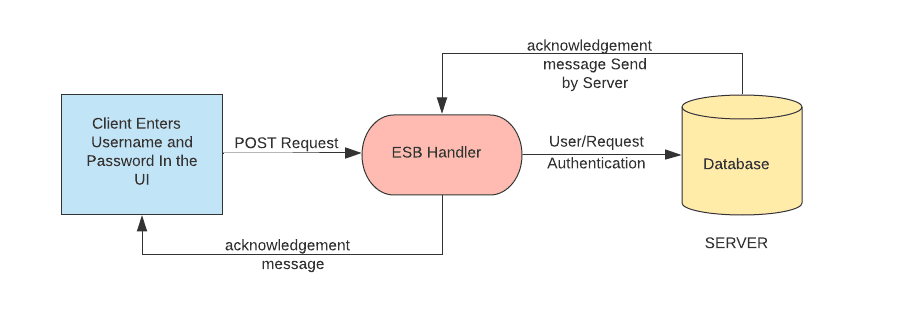 acknowledgement
message Send
by Server
Client Enters
Username and
Password In the
UI
POST Request
ESB Handler
User/Request
Authentication
Database
SERVER
acknowledgement
message